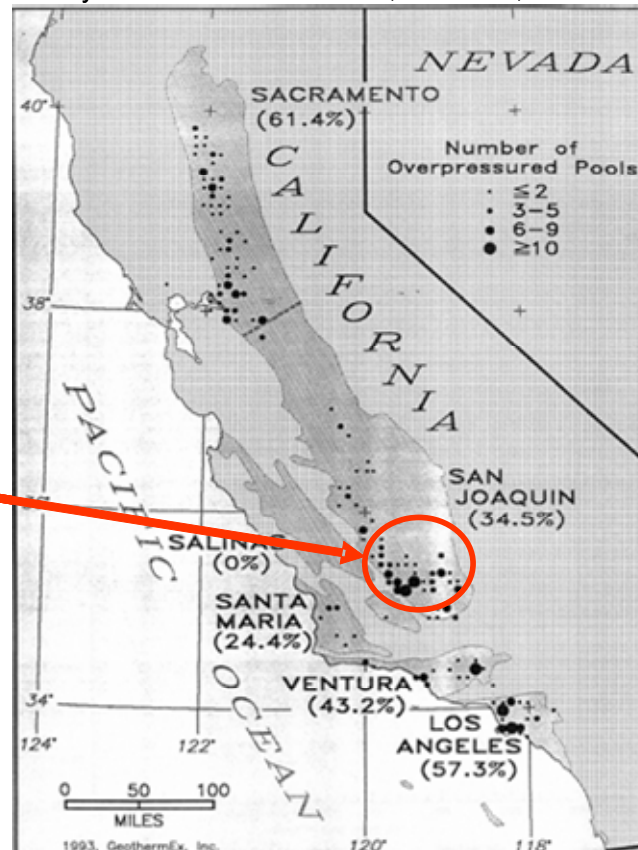 NEVADA
40°
SACRAMENTO
(61.4%)
CALIFORNIA
Number of
Overpressured Pools
≤2
3-5
6-9
≥10
38°
PACIFIC
OCEAN
SAN
JOAQUIN
(34.5%)
SALINAS
(0%)
SANTA
MARIA
(24.4%)
VENTURA
(43.2%)
34°
LOS
ANGELES
(57.3%)
124°
122°
0 50 100
MILES
120°
118°
1993, GeothermEx, Inc.